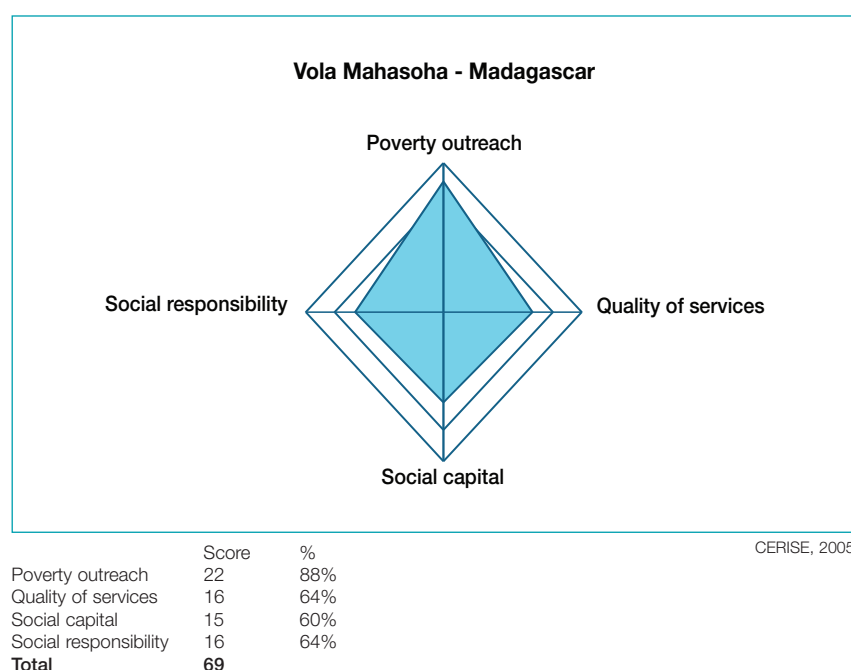 Vola Mahasoha - Madagascar
Poverty outreach
Social responsibility
Quality of services
Social capital
CERISE, 2005
Score %
Poverty outreach 22 88%
Quality of services 16 64%
Social capital 15 60%
Social responsibility 16 64%
Total 69